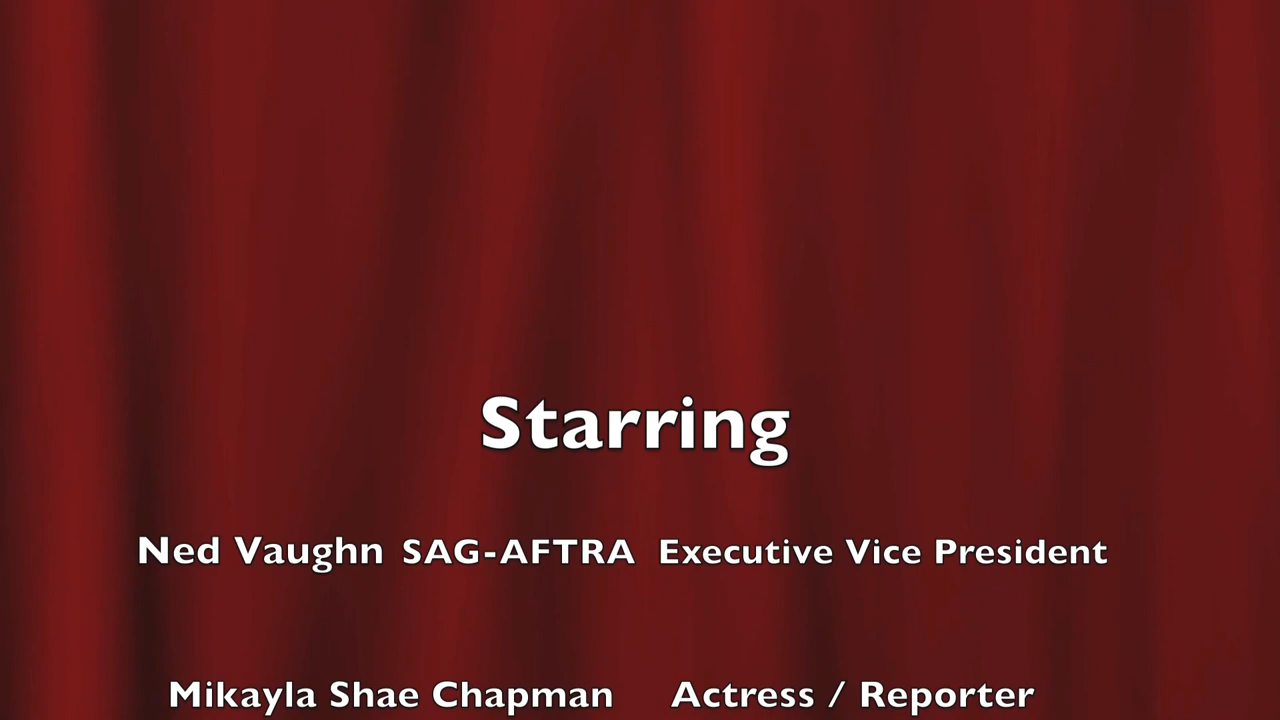 Starring
Ned Vaughn SAG-AFTRA Executive Vice President
Mikayla Shae Chapman Actress / Reporter